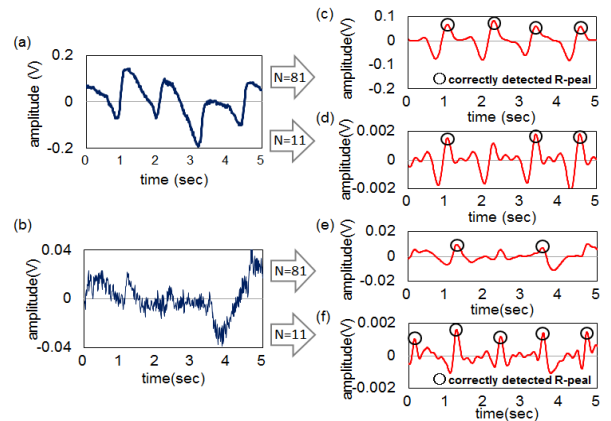 (a)
0.2
0
-0.2
amplitude (V)
0 1 2 3 4 5
time (sec)
N=81
N=11
(b)
0.04
0
-0.04
amplitude(V)
0 1 2 3 4 5
time(sec)
N=81
N=11
(c)
0.1
0
-0.1
-0.2
amplitude(V)
correctly detected R-peal
0 1 2 3 4 5
time (sec)
(d)
0.002
0
-0.002
amplitude(V)
0 1 2 3 4 5
time (sec)
(e)
0.02
0
-0.02
amplitude(V)
0 1 2 3 4 5
time (sec)
(f)
0.002
0
-0.002
amplitude(V)
correctly detected R-peal
0 1 2 3 4 5
time(sec)